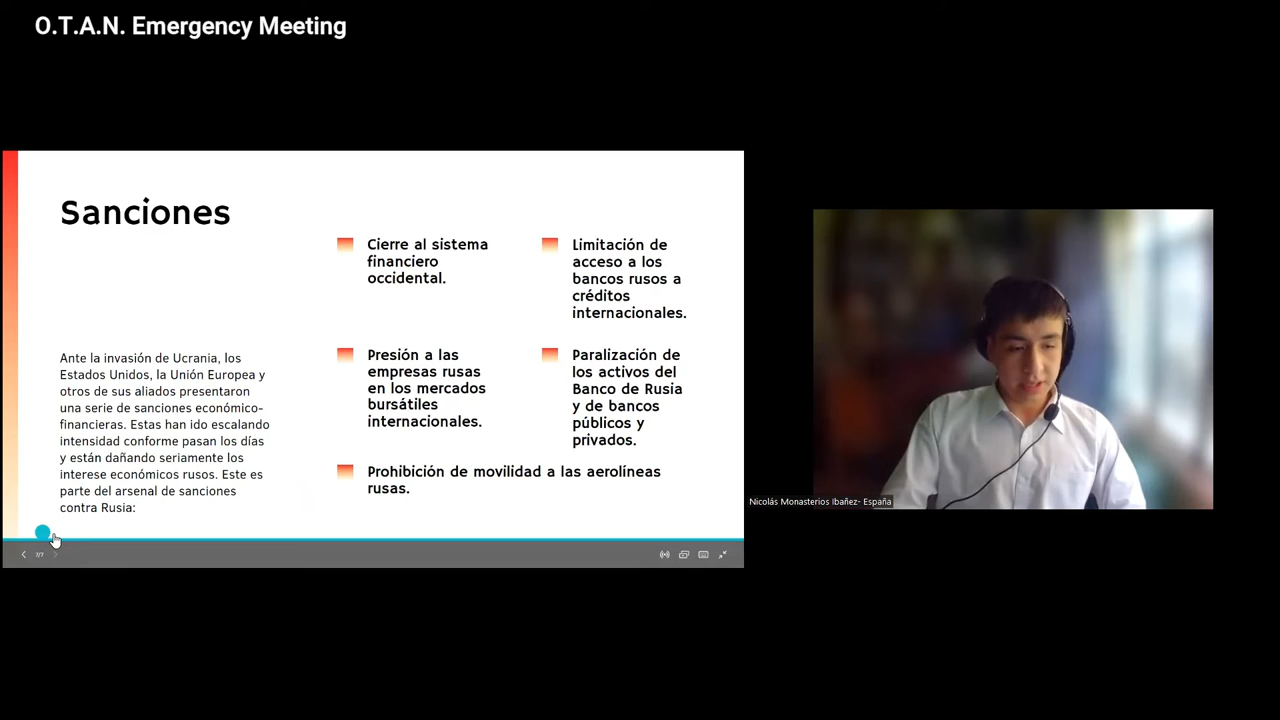 O.T.A.N. Emergency Meeting
Sanciones
Ante la invasión de Ucrania, los
Estados Unidos, la Unión Europea y
otros de sus aliados presentaron
una serie de sanciones económico-
financieras. Estas han ido escalando
intensidad conforme pasan los días
y están dañando seriamente los
interese económicos rusos. Este es
parte del arsenal de sanciones
contra Rusia:
Cierre al sistema
financiero
occidental.
Limitación de
acceso a los
bancos rusos a
créditos
internacionales.
Presión a las
empresas rusas
en los mercados
bursátiles
internacionales.
Paralización de
los activos del
Banco de Rusia
y de bancos
públicos y
privados.
Prohibición de movilidad a las aerolíneas
rusas.
7/7
Nicolás Monasterios Ibañez- España